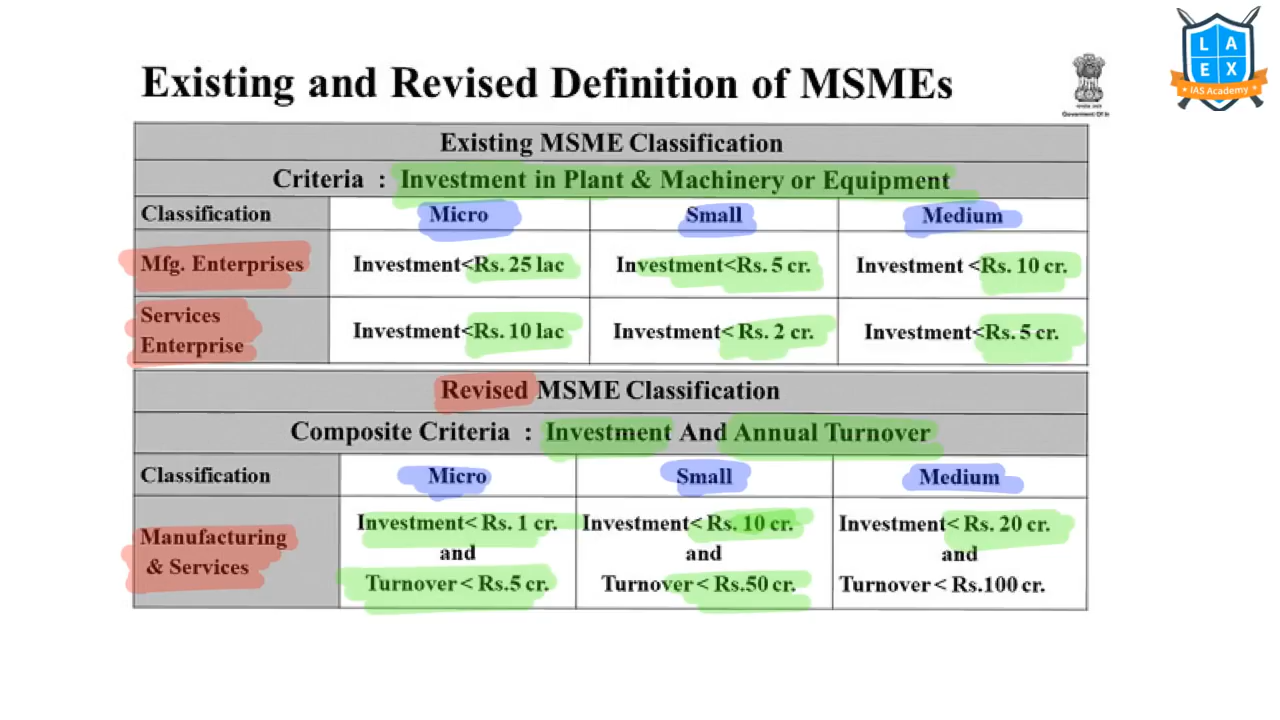 L A
E X
IAS Academy
Existing and Revised Definition of MSMEs
Government Of In
Existing MSME Classification
Criteria : Investment in Plant & Machinery or Equipment
Classification Micro Small Medium
Mfg. Enterprises Investment<Rs. 25 lac Investment<Rs. 5 cr. Investment <Rs. 10 cr.
Services
Enterprise Investment<Rs. 10 lac Investment< Rs. 2 cr. Investment<Rs. 5 cr.
Revised MSME Classification
Composite Criteria : Investment And Annual Turnover
Classification Micro Small Medium
Investment< Rs. 1 cr. Investment< Rs. 10 cr. Investment< Rs. 20 cr.
Manufacturing
& Services and and and
Turnover < Rs.5 cr. Turnover < Rs.50 cr. Turnover < Rs.100 cr.